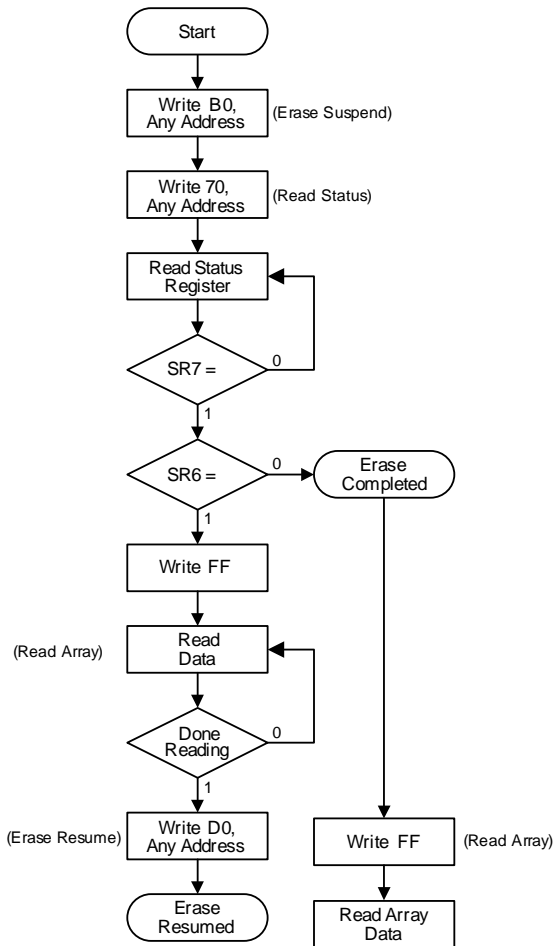 Start
Write B0,
Any Address
(Erase Suspend)
Write 70,
Any Address
(Read Status)
Read Status
Register
SR7 =
0
1
SR6 =
0
Erase
Completed
1
Write FF
(Read Array)
Read
Data
Done
Reading
0
1
(Erase Resume)
Write D0,
Any Address
Write FF
(Read Array)
Erase
Resumed
Read Array
Data